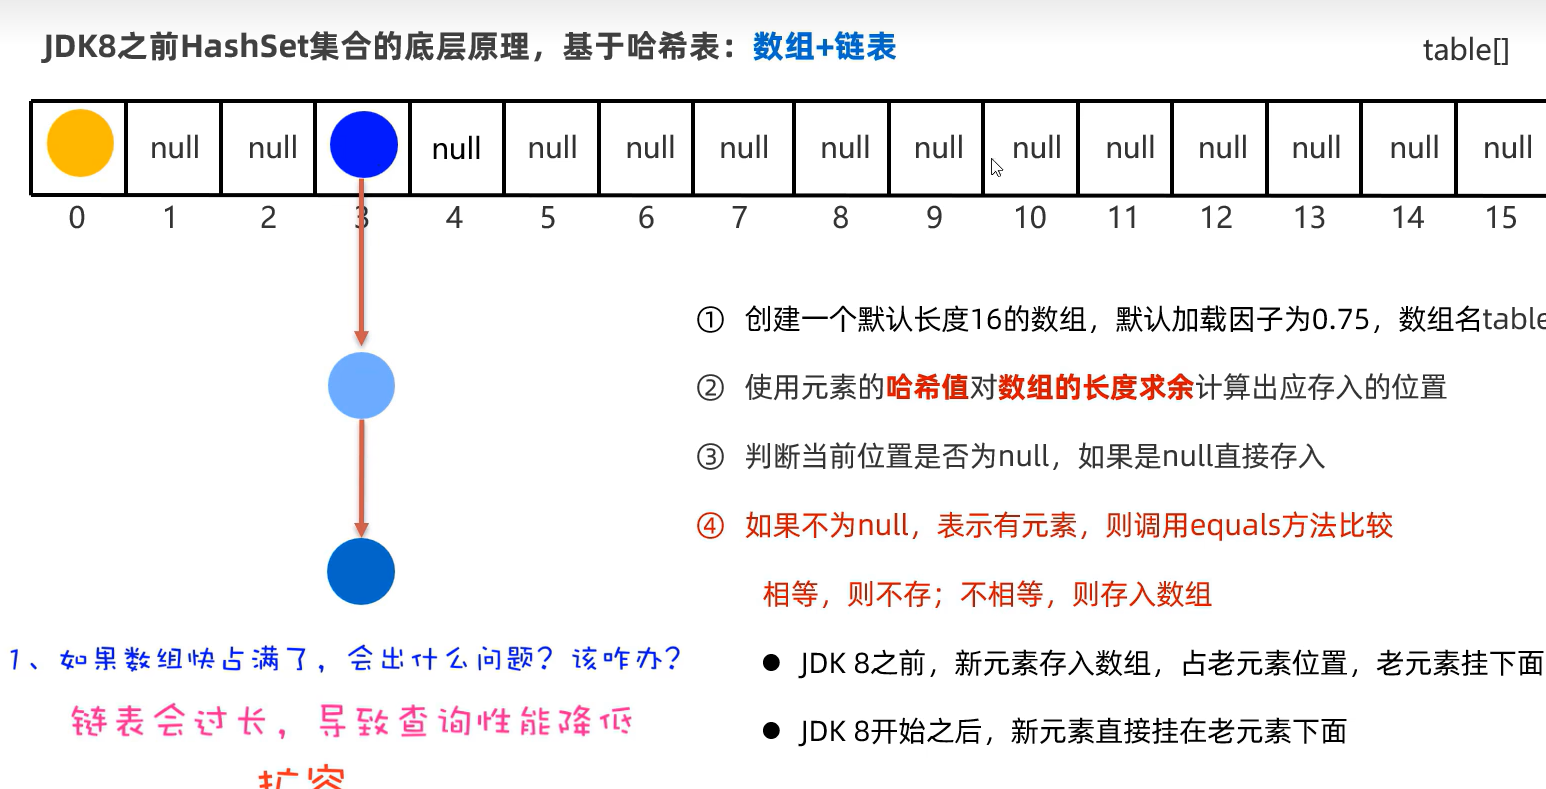 JDK8之前HashSet集合的底层原理，基于哈希表：数组+链表
table[]
null null null null null null null null null null null null null null
0 1 2 3 4 5 6 7 8 9 10 11 12 13 14 15
① 创建一个默认长度16的数组，默认加载因子为0.75，数组名table
② 使用元素的哈希值对数组的长度求余计算出应存入的位置
③ 判断当前位置是否为null，如果是null直接存入
④ 如果不为null，表示有元素，则调用equals方法比较
相等，则不存；不相等，则存入数组
● JDK 8之前，新元素存入数组，占老元素位置，老元素挂下面
● JDK 8开始之后，新元素直接挂在老元素下面
1、如果数组快占满了，会出什么问题？该咋办？
链表会过长，导致查询性能降低
扩容